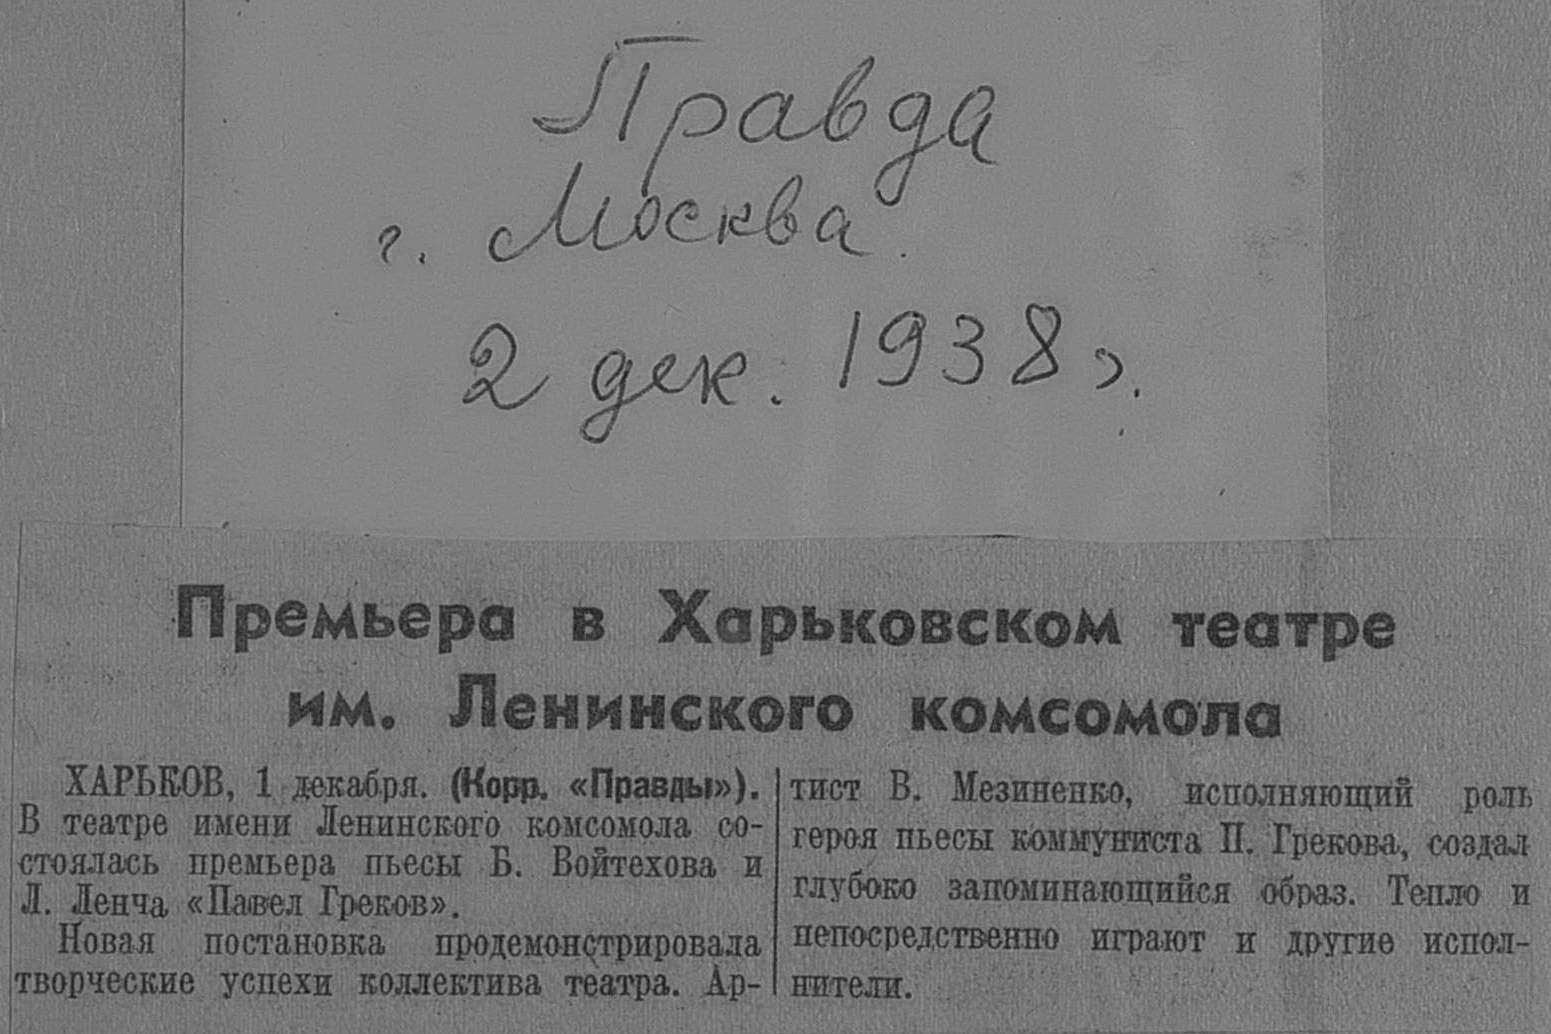 Правда
г. Москва.
2 дек. 1938 г.
Премьера в Харьковском театре
им. Ленинского комсомола
ХАРЬКОВ, 1 декабря. (Корр. «Правды»).
В театре имени Ленинского комсомола со-
стоялась премьера пьесы Б. Войтехова и
Л. Ленча «Павел Греков».
Новая постановка продемонстрировала
творческие успехи коллектива театра. Ар-
тист В. Мезиненко, исполняющий роль
героя пьесы коммуниста П. Грекова, создал
глубоко запоминающийся образ. Тепло и
непосредственно играют и другие испол-
нители.